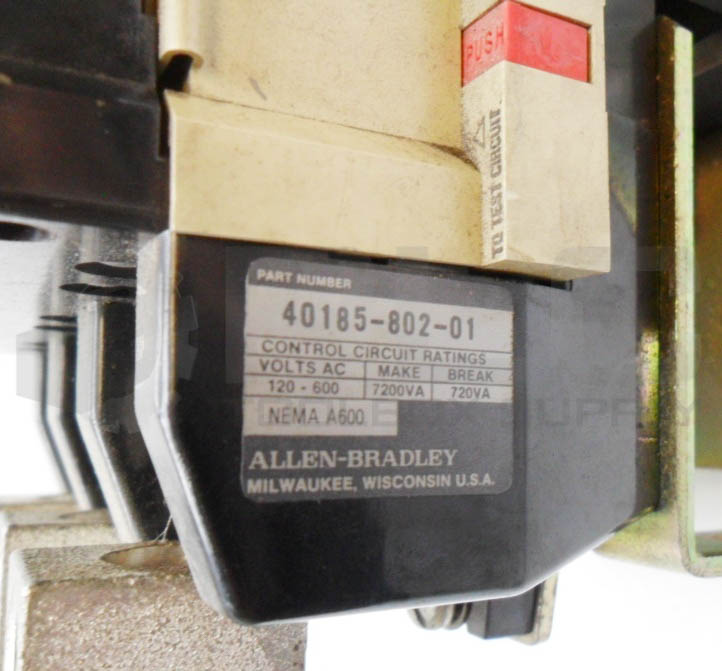 PUSH
TO TEST CIRCUIT
PART NUMBER
40185-802-01
CONTROL CIRCUIT RATINGS
VOLTS AC MAKE BREAK
120 - 600 7200VA 720VA
NEMA A600
ALLEN-BRADLEY
MILWAUKEE, WISCONSIN U.S.A.
SUPPLY